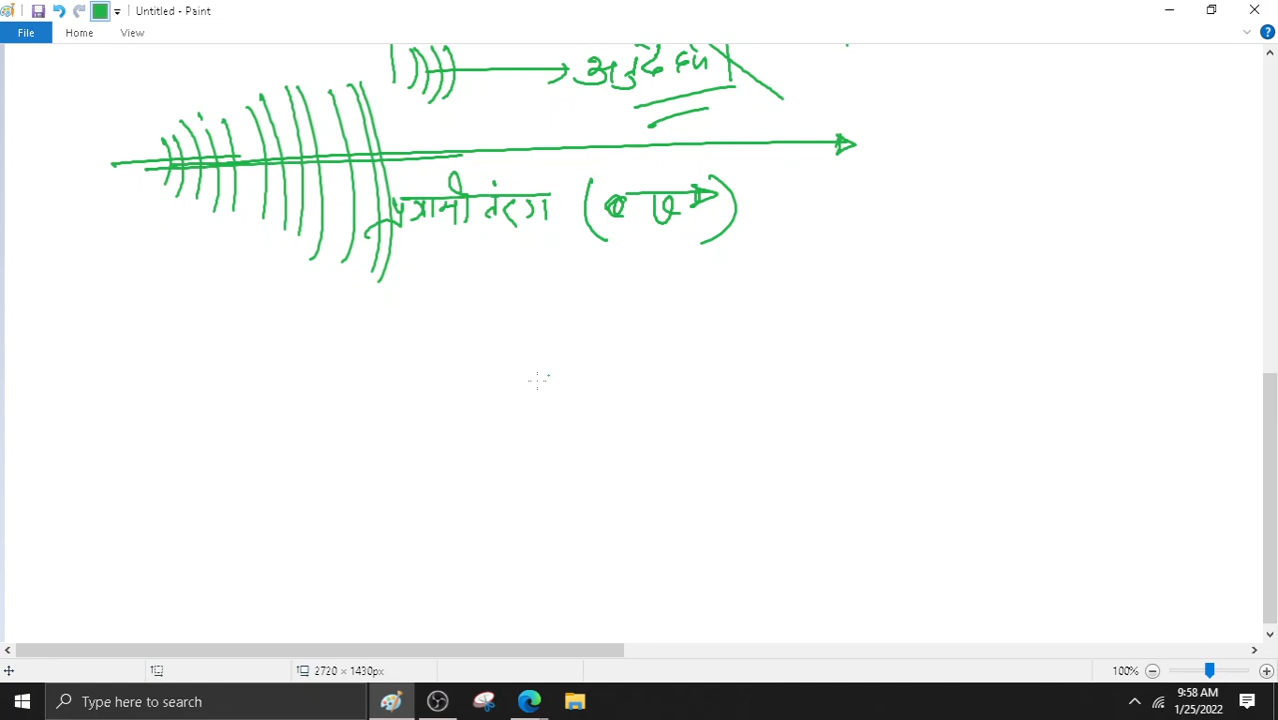 Untitled - Paint
File Home View
अनुदैर्घ्य
प्रगामी तंरग
2720 × 1430px
100%
Type here to search
9:58 AM
1/25/2022